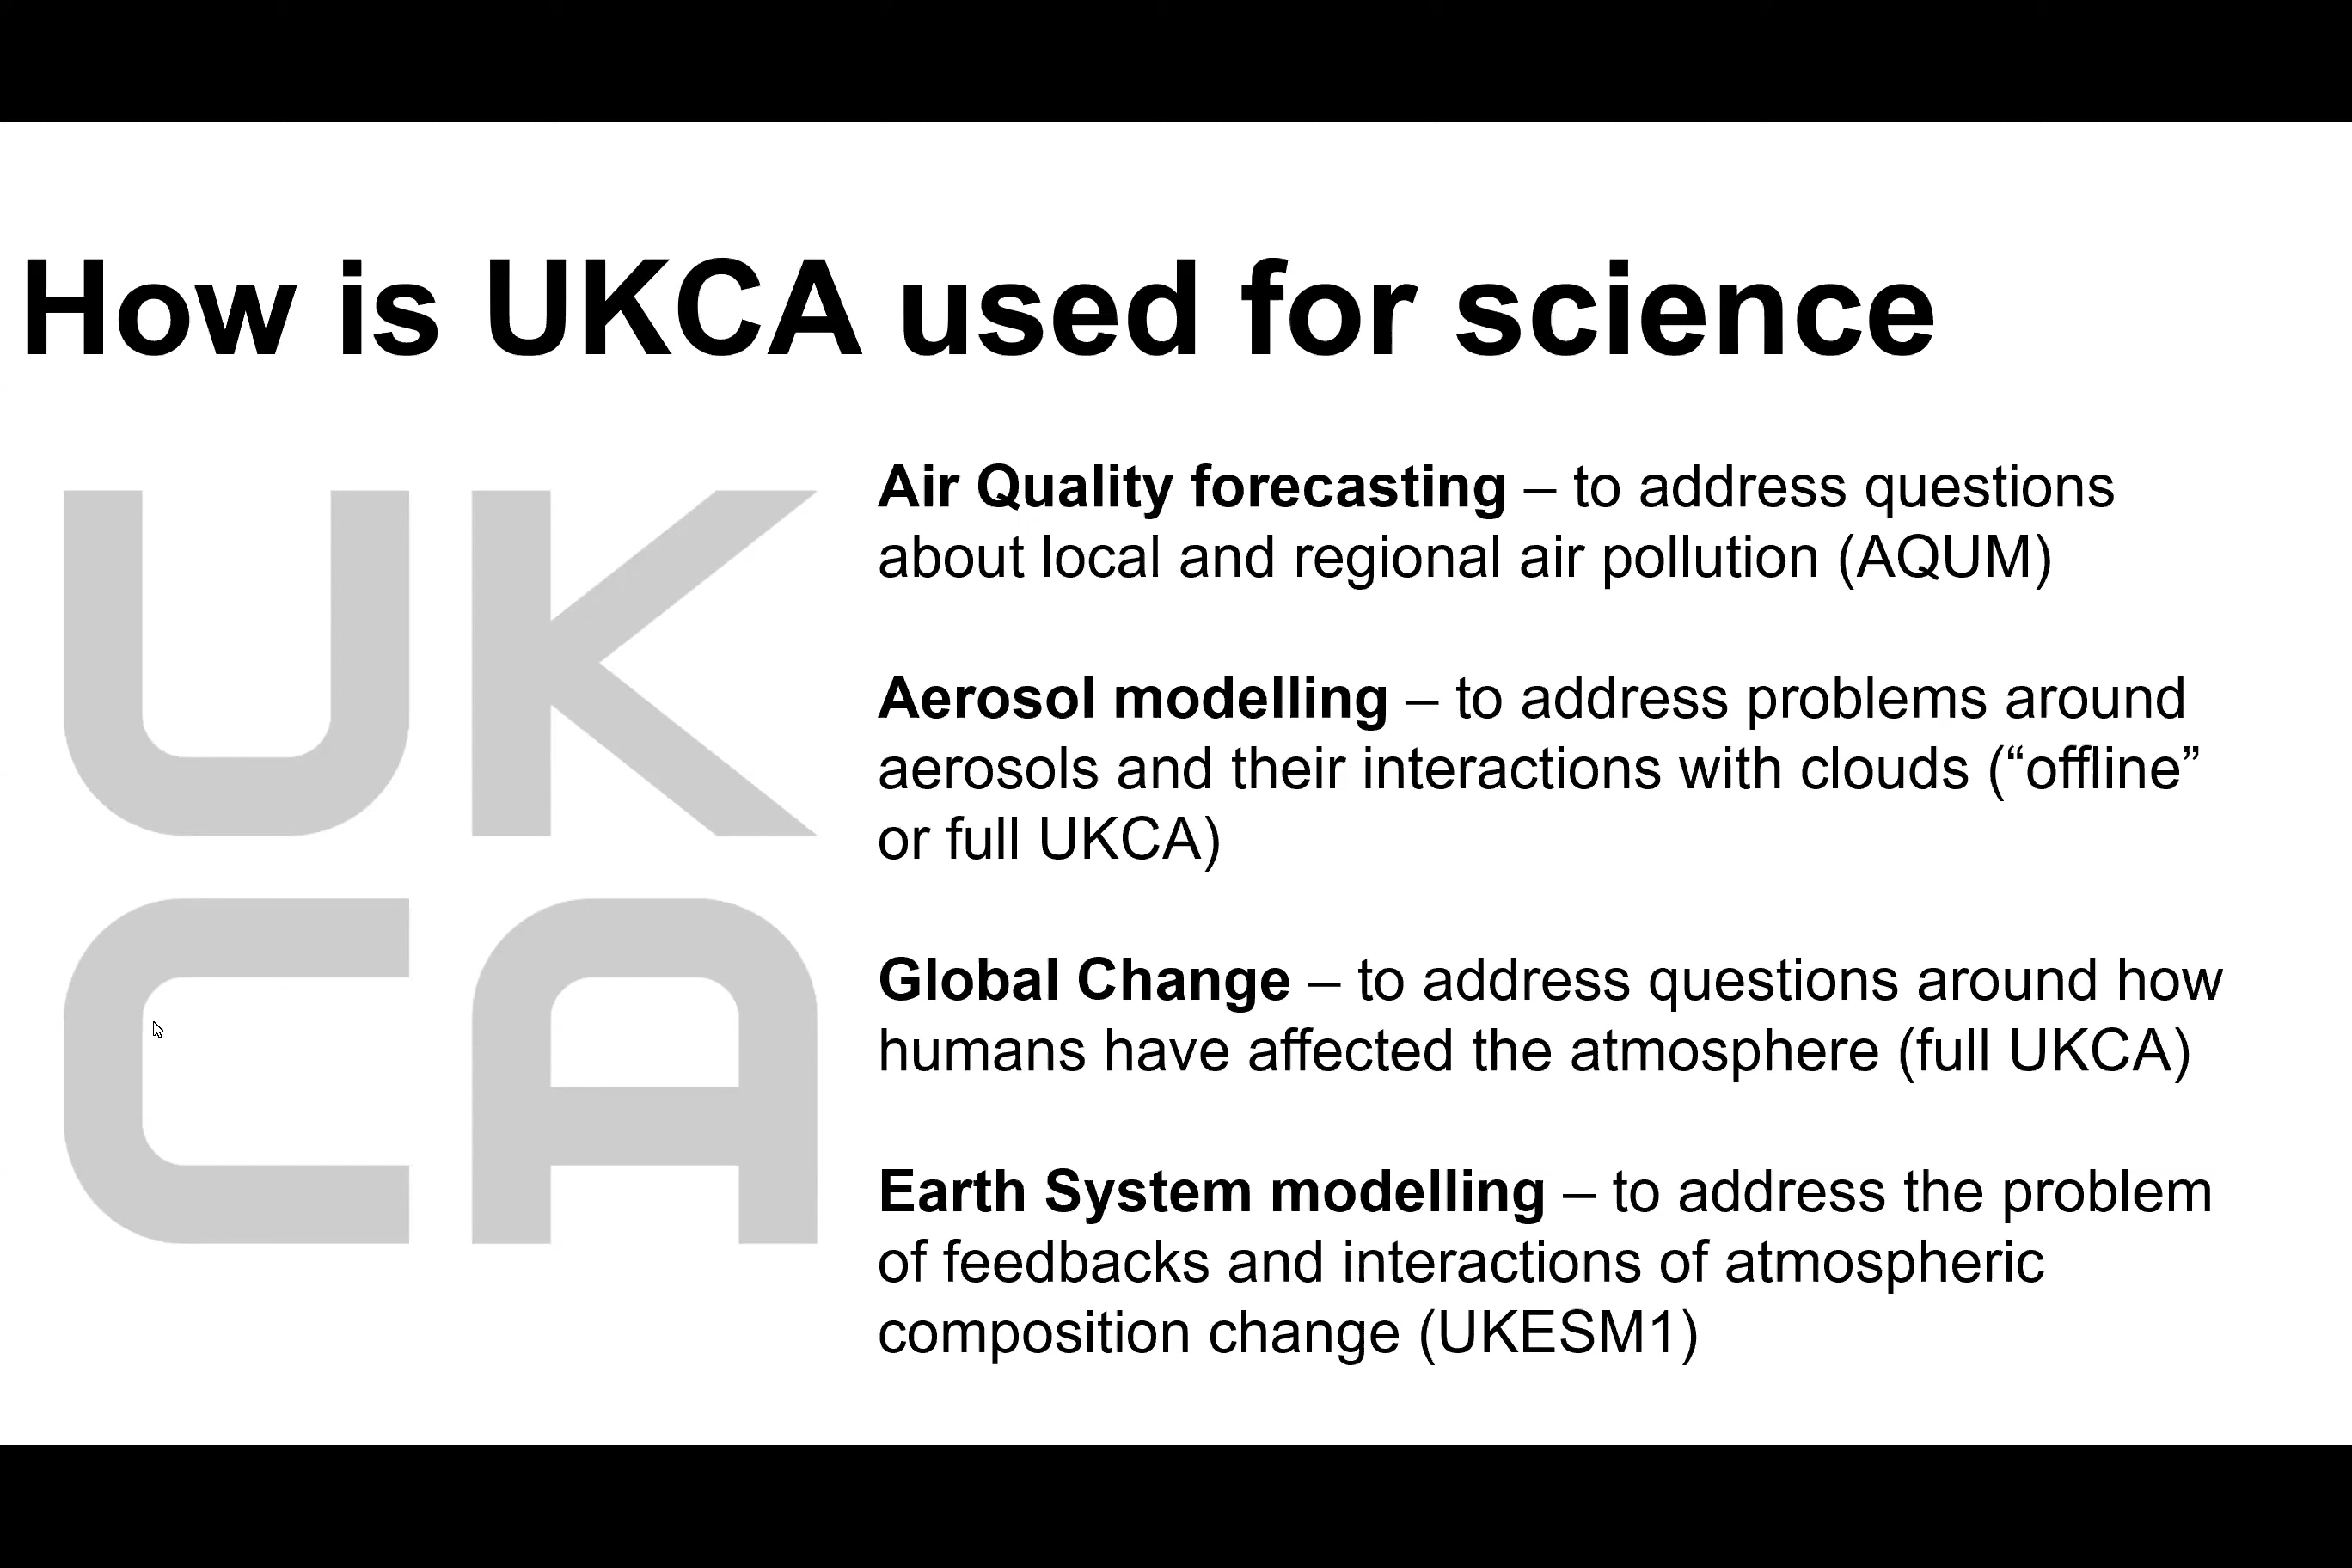 How is UKCA used for science
UK
CA
Air Quality forecasting – to address questions
about local and regional air pollution (AQUM)
Aerosol modelling – to address problems around
aerosols and their interactions with clouds (“offline”
or full UKCA)
Global Change – to address questions around how
humans have affected the atmosphere (full UKCA)
Earth System modelling – to address the problem
of feedbacks and interactions of atmospheric
composition change (UKESM1)